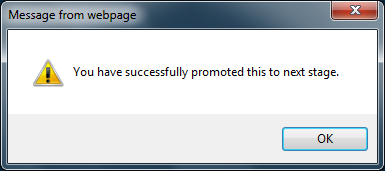 Message from webpage
You have successfully promoted this to next stage.
OK